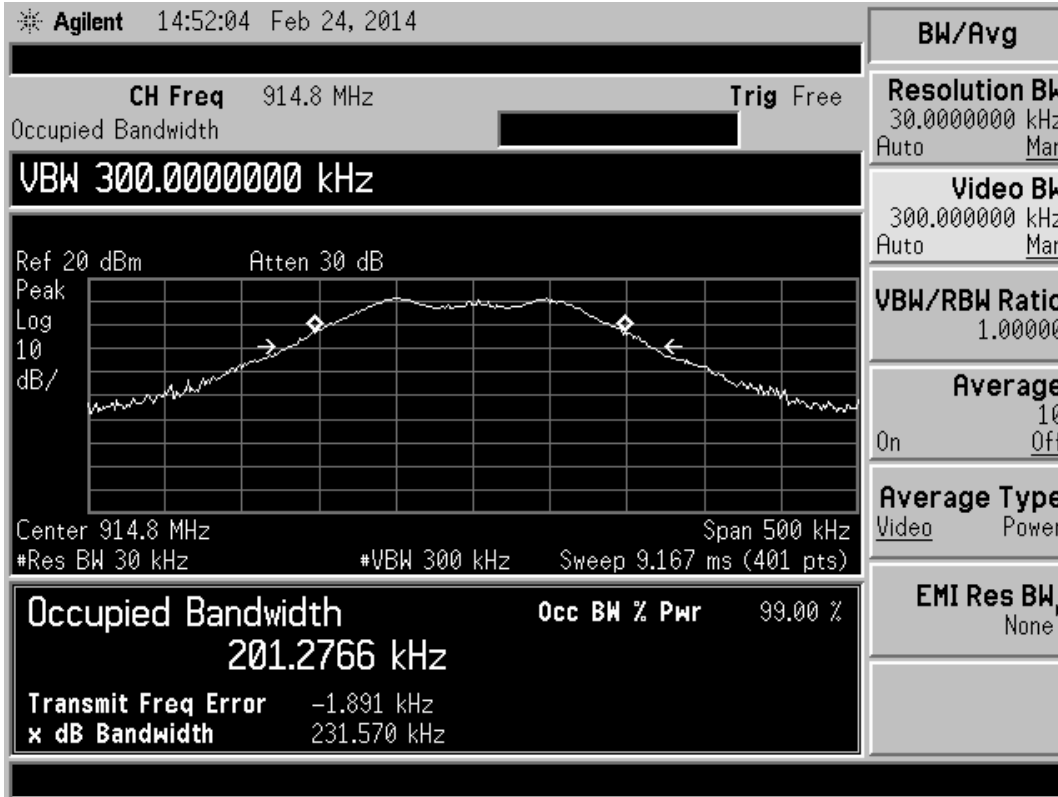 Agilent 14:52:04 Feb 24, 2014
BW/Avg
CH Freq 914.8 MHz
Trig Free
Occupied Bandwidth
VBW 300.0000000 kHz
Ref 20 dBm
Atten 30 dB
Peak
Log
10
dB/
Center 914.8 MHz
Span 500 kHz
#Res BW 30 kHz
#VBW 300 kHz
Sweep 9.167 ms (401 pts)
Occupied Bandwidth
201.2766 kHz
Occ BW % Pwr 99.00 %
Transmit Freq Error -1.891 kHz
x dB Bandwidth 231.570 kHz
Resolution BW
30.0000000 kHz
Auto Man
Video BW
300.000000 kHz
Auto Man
VBW/RBW Ratio
1.00000
Average
10
On Off
Average Type
Video Power
EMI Res BW
None